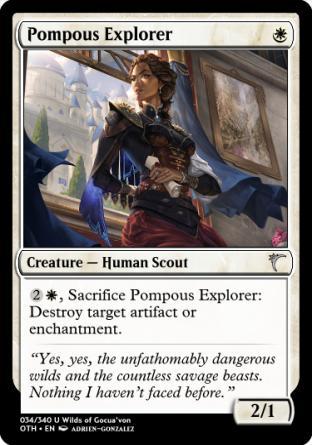 Pompous Explorer
Creature — Human Scout
2, Sacrifice Pompous Explorer:
Destroy target artifact or
enchantment.
“Yes, yes, the unfathomably dangerous
wilds and the countless savage beasts.
Nothing I haven’t faced before.”
2/1
034/340 U Wilds of Gocua’von
OTH • EN ADRIEN-GONZALEZ